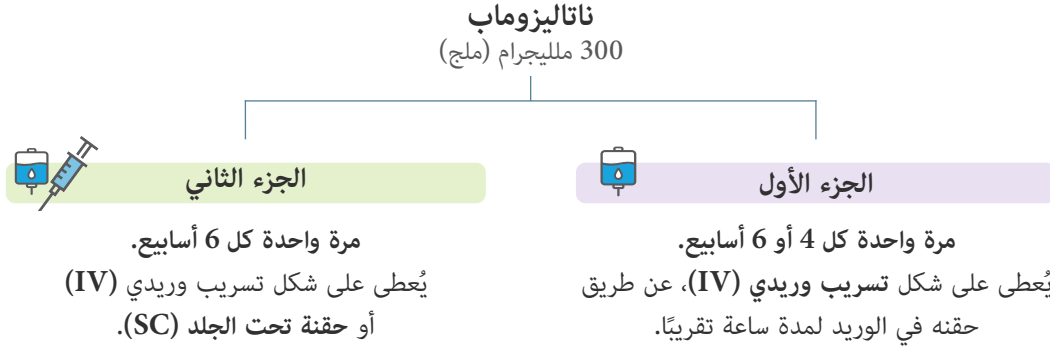 ناتاليزوماب
300 ملليجرام (ملج)
الجزء الأول
مرة واحدة كل 4 أو 6 أسابيع.
يُعطى على شكل تسريب وريدي (IV)، عن طريق
حقنه في الوريد لمدة ساعة تقريبًا.
الجزء الثاني
مرة واحدة كل 6 أسابيع.
يُعطى على شكل تسريب وريدي (IV)
أو حقنة تحت الجلد (SC).